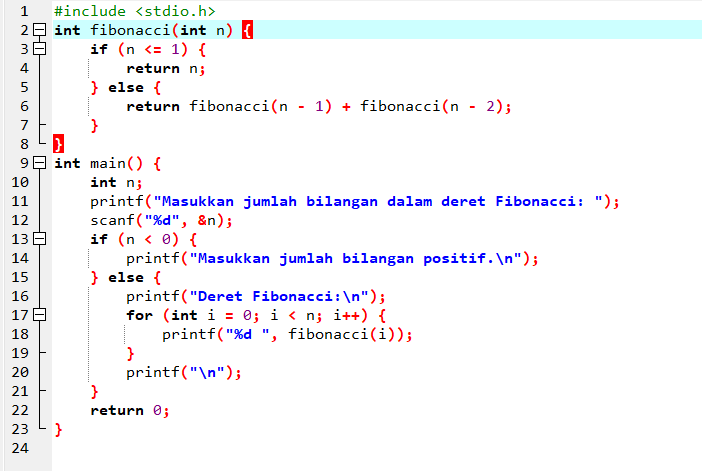 1 #include <stdio.h>
2 int fibonacci(int n) {
3     if (n <= 1) {
4         return n;
5     } else {
6         return fibonacci(n - 1) + fibonacci(n - 2);
7     }
8 }
9 int main() {
10     int n;
11     printf("Masukkan jumlah bilangan dalam deret Fibonacci: ");
12     scanf("%d", &n);
13     if (n < 0) {
14         printf("Masukkan jumlah bilangan positif.\n");
15     } else {
16         printf("Deret Fibonacci:\n");
17         for (int i = 0; i < n; i++) {
18             printf("%d ", fibonacci(i));
19         }
20         printf("\n");
21     }
22     return 0;
23 }
24